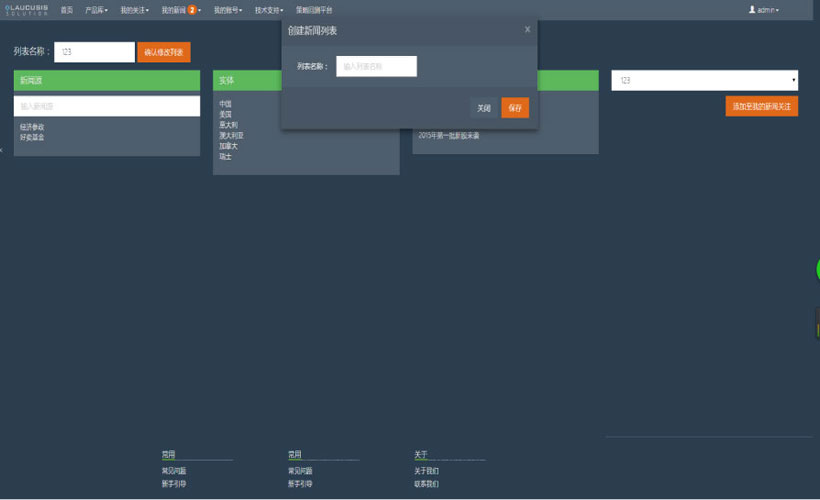 GLAUCUSIS
SOLUTION
首页 产品库 我的关注 我的新闻 2 我的账号 技术支持 策略回测平台 admin
创建新闻列表 X
列表名称： 输入列表名称
关闭 保存
列表名称： 123 确认修改列表
新闻源
输入新闻源
经济参政
好卖基金
实体
中国
美国
意大利
澳大利亚
加拿大
瑞士
2015年第一批新股来袭
123
添加至我的新闻关注
常用
常见问题
新手引导
常用
常见问题
新手引导
关于
关于我们
联系我们